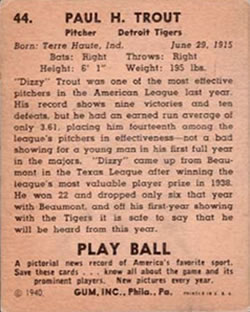 44. PAUL H. TROUT
Pitcher Detroit Tigers
Born: Terre Haute, Ind. June 29, 1915
Bats: Right Throws: Right
Height: 6' 1" Weight: 195 lbs.
"Dizzy" Trout was one of the most effective
pitchers in the American League last year.
His record shows nine victories and ten
defeats, but he had an earned run average of
only 3.61, placing him fourteenth among the
league's pitchers in effectiveness—not a bad
showing for a young man in his first full year
in the majors. "Dizzy" came up from Beau-
mont in the Texas League after winning the
league's most valuable player prize in 1938.
He won 22 and dropped only six that year
with Beaumont, and off his first-year showing
with the Tigers it is safe to say that he will
be heard from this year.
PLAY BALL
A pictorial news record of America's favorite sport.
Save these cards . . . know all about the game and its
prominent players. New pictures every year.
© 1940 GUM, INC., Phila., Pa. PRINTED IN U. S. A.